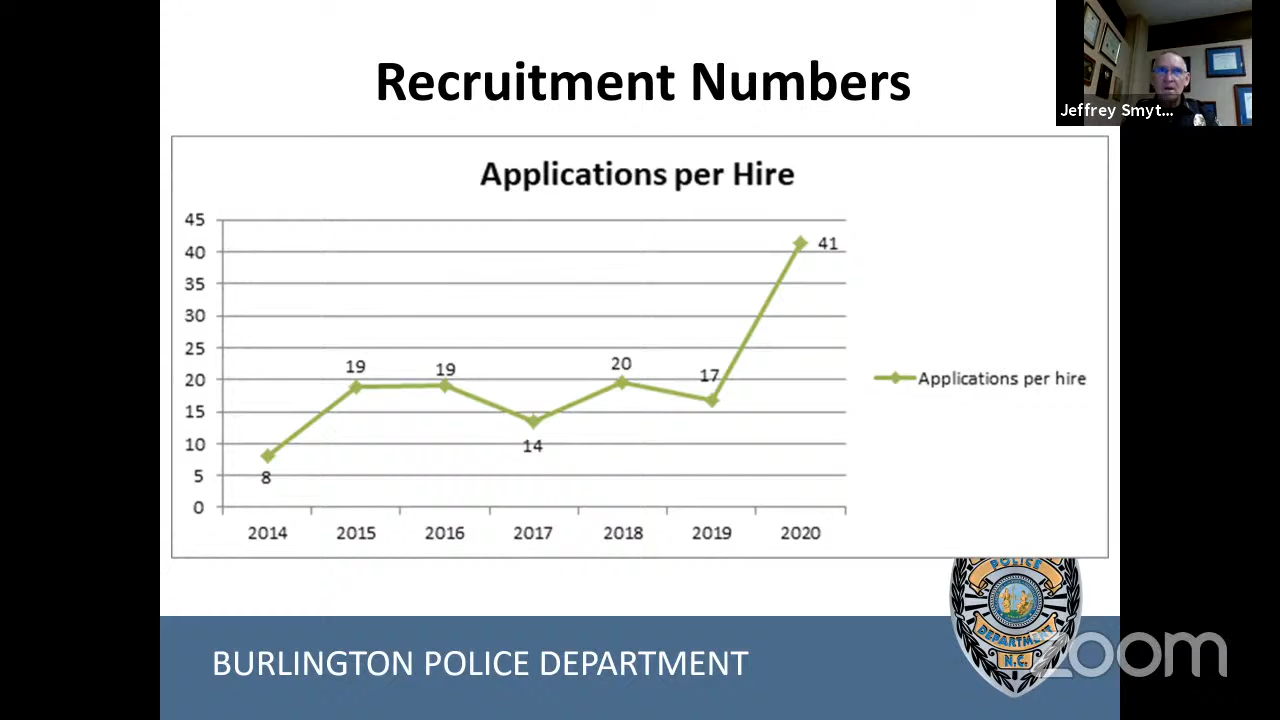 Recruitment Numbers
Jeffrey Smyt...
Applications per Hire
45
40
35
30
25
20
15
10
5
0
8
19
19
14
20
17
41
2014 2015 2016 2017 2018 2019 2020
Applications per hire
POLICE
DEPARTMENT
N.C.
BURLINGTON POLICE DEPARTMENT
zoom